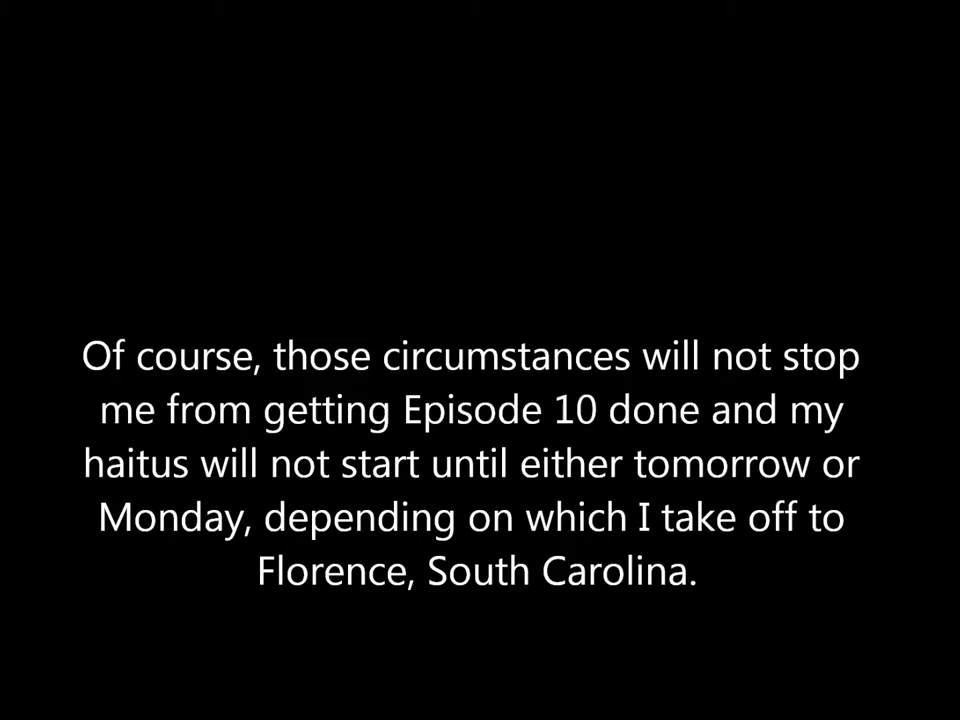 Of course, those circumstances will not stop
me from getting Episode 10 done and my
haitus will not start until either tomorrow or
Monday, depending on which I take off to
Florence, South Carolina.